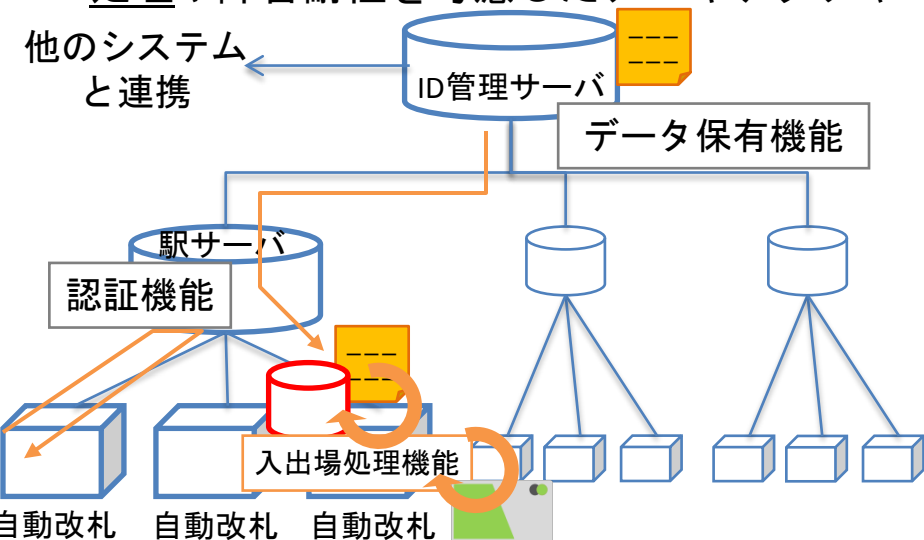 他のシステム
と連携
ID管理サーバ
データ保有機能
駅サーバ
認証機能
入出場処理機能
自動改札
自動改札
自動改札